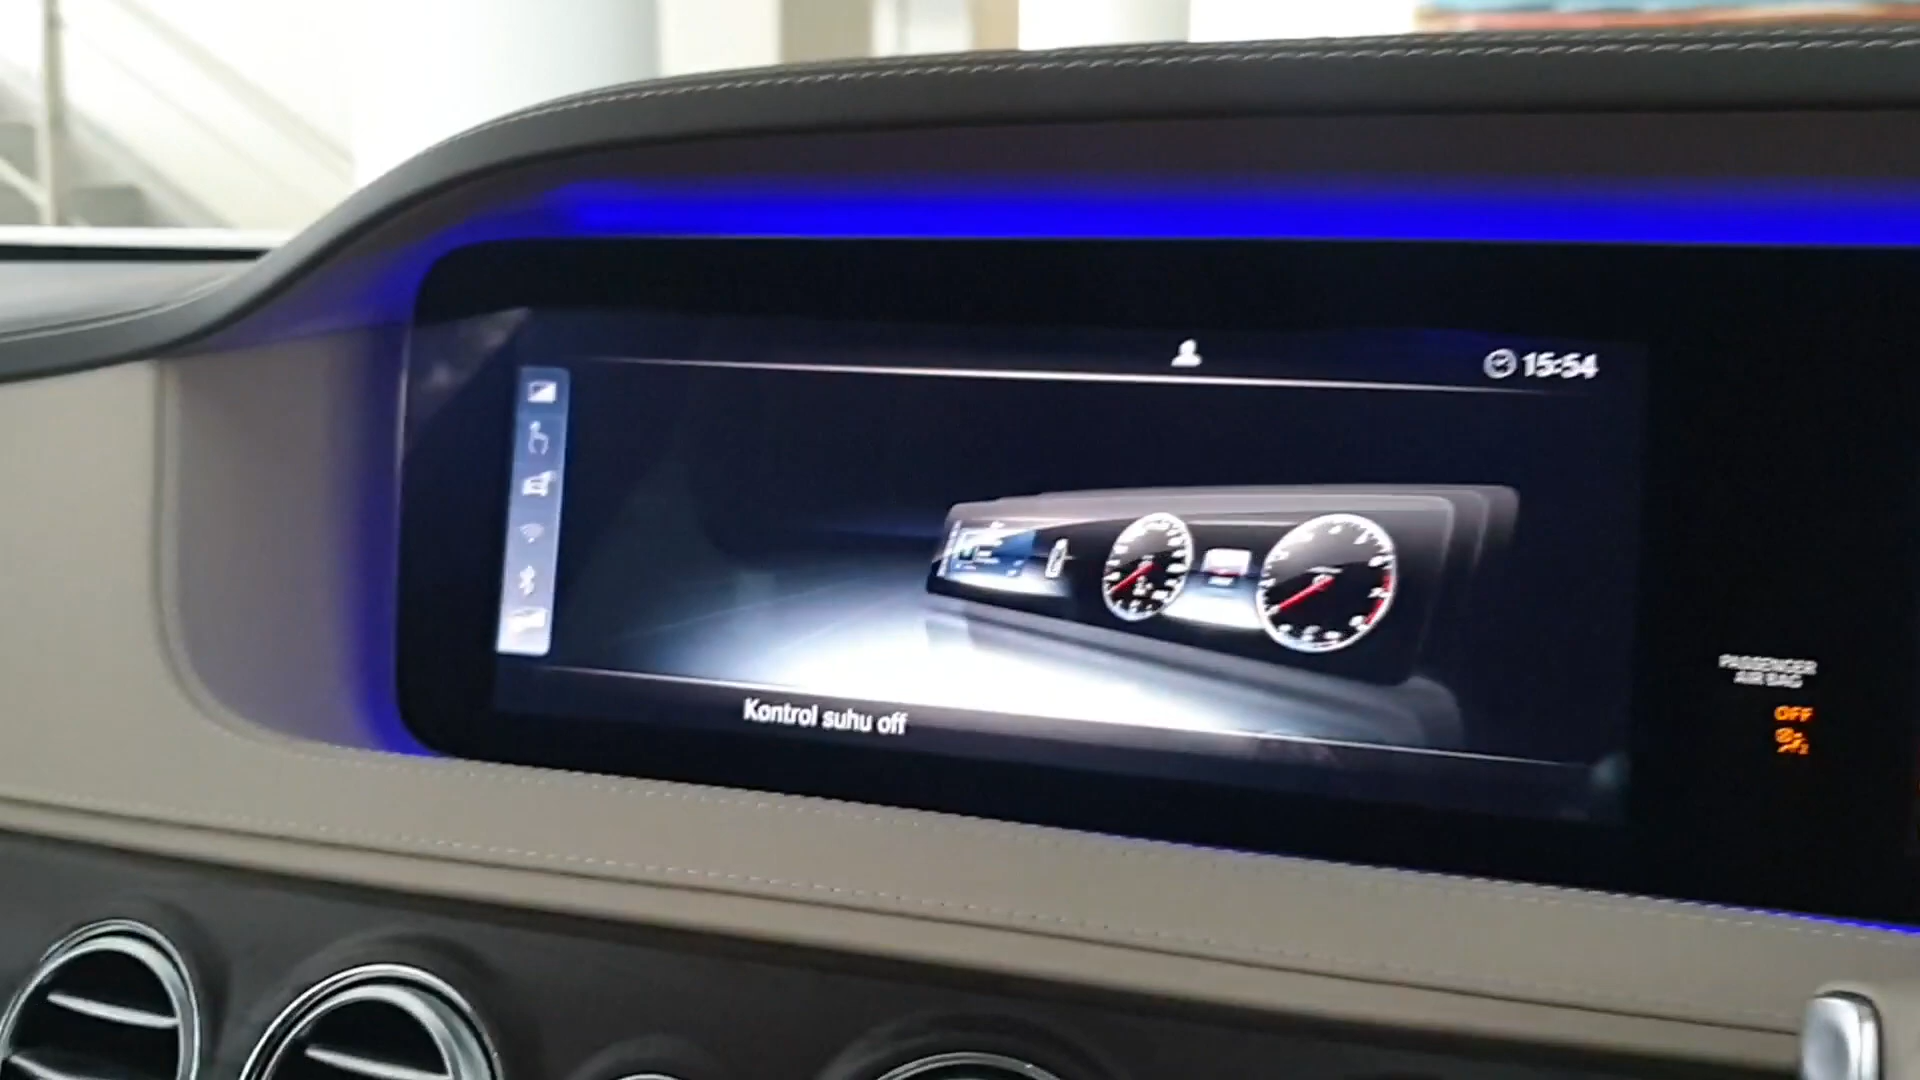 15:54
Kontrol suhu off
PASSENGER
AIR BAG
OFF